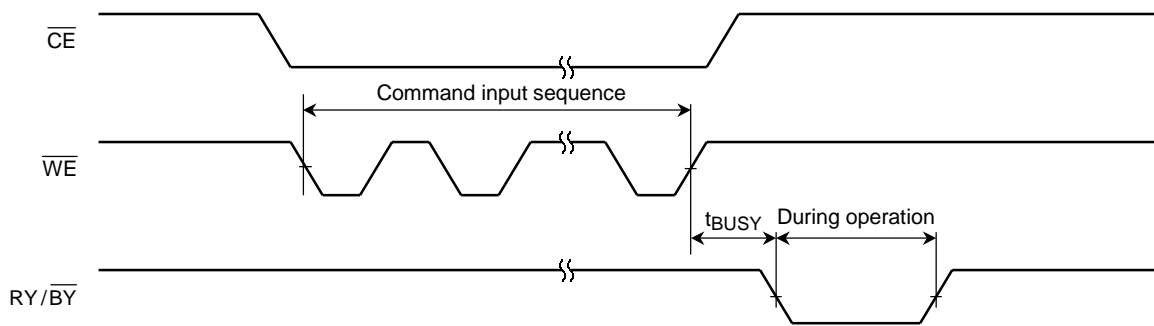 CE
Command input sequence
WE
tBUSY
During operation
RY/BY